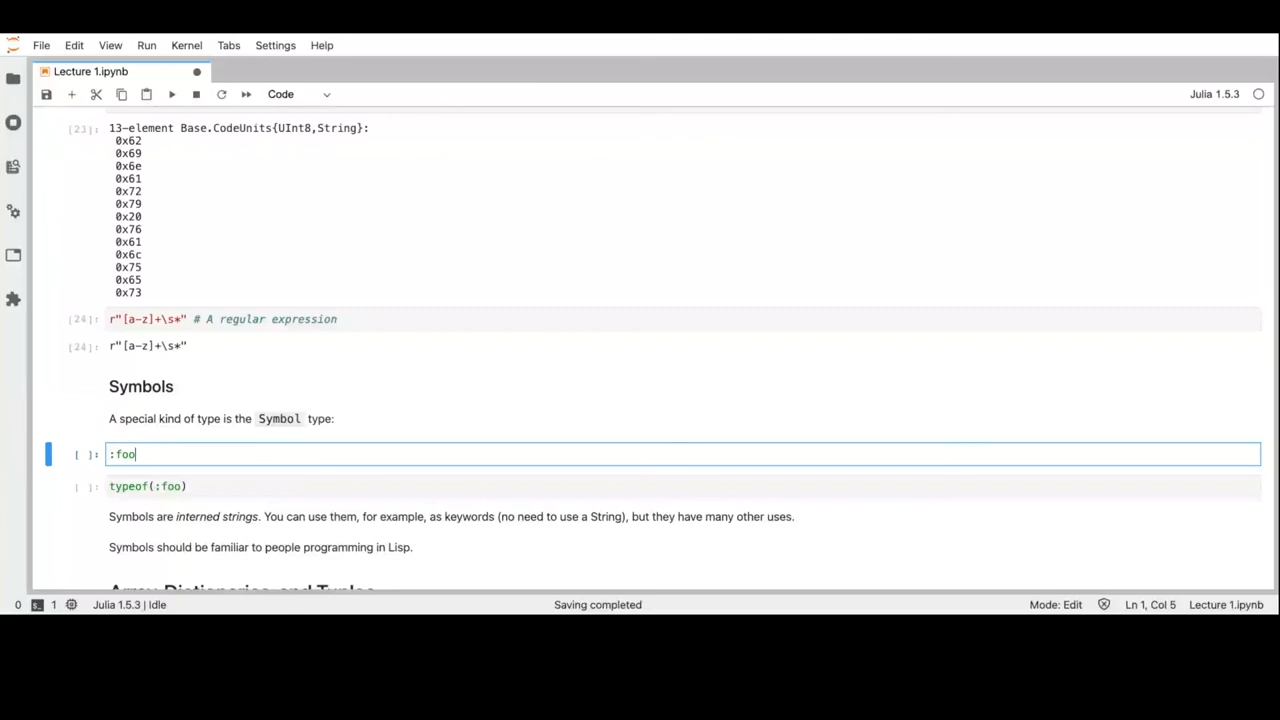 File Edit View Run Kernel Tabs Settings Help
Lecture 1.ipynb
Code
Julia 1.5.3
[23]: 13-element Base.CodeUnits{UInt8,String}:
0x62
0x69
0x6e
0x61
0x72
0x79
0x20
0x76
0x61
0x6c
0x75
0x65
0x73
[24]: r"[a-z]+\s*" # A regular expression
[24]: r"[a-z]+\s*"
Symbols
A special kind of type is the Symbol type:
[ ]: :foo
[ ]: typeof(:foo)
Symbols are interned strings. You can use them, for example, as keywords (no need to use a String), but they have many other uses.
Symbols should be familiar to people programming in Lisp.
Array, Dictionaries, and Tuples
0 1 Julia 1.5.3 | Idle Saving completed Mode: Edit Ln 1, Col 5 Lecture 1.ipynb